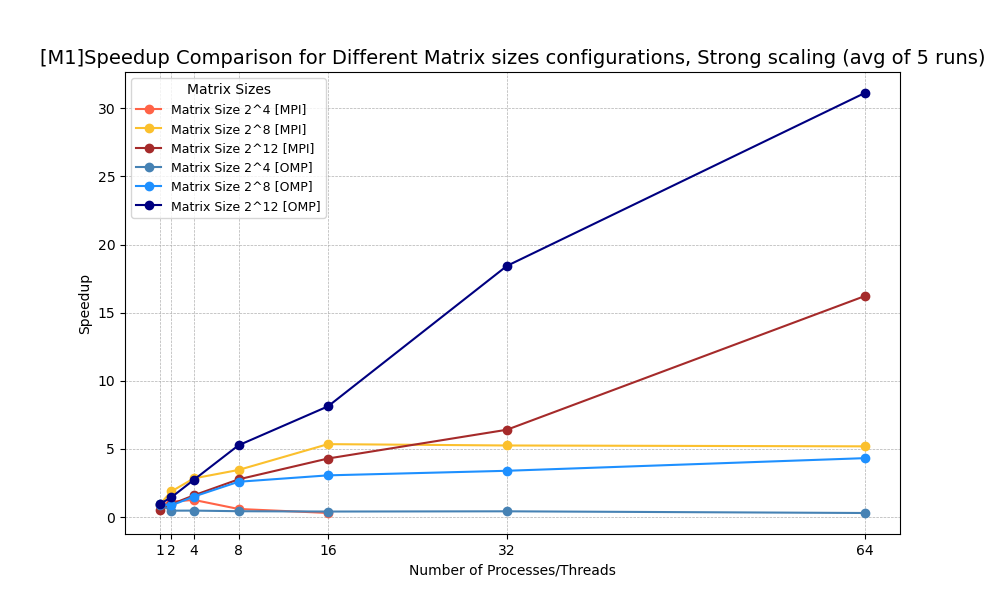 [M1]Speedup Comparison for Different Matrix sizes configurations, Strong scaling (avg of 5 runs)
Matrix Sizes
Matrix Size 2^4 [MPI]
Matrix Size 2^8 [MPI]
Matrix Size 2^12 [MPI]
Matrix Size 2^4 [OMP]
Matrix Size 2^8 [OMP]
Matrix Size 2^12 [OMP]
30
25
20
15
10
5
0
Speedup
1 2 4 8 16 32 64
Number of Processes/Threads